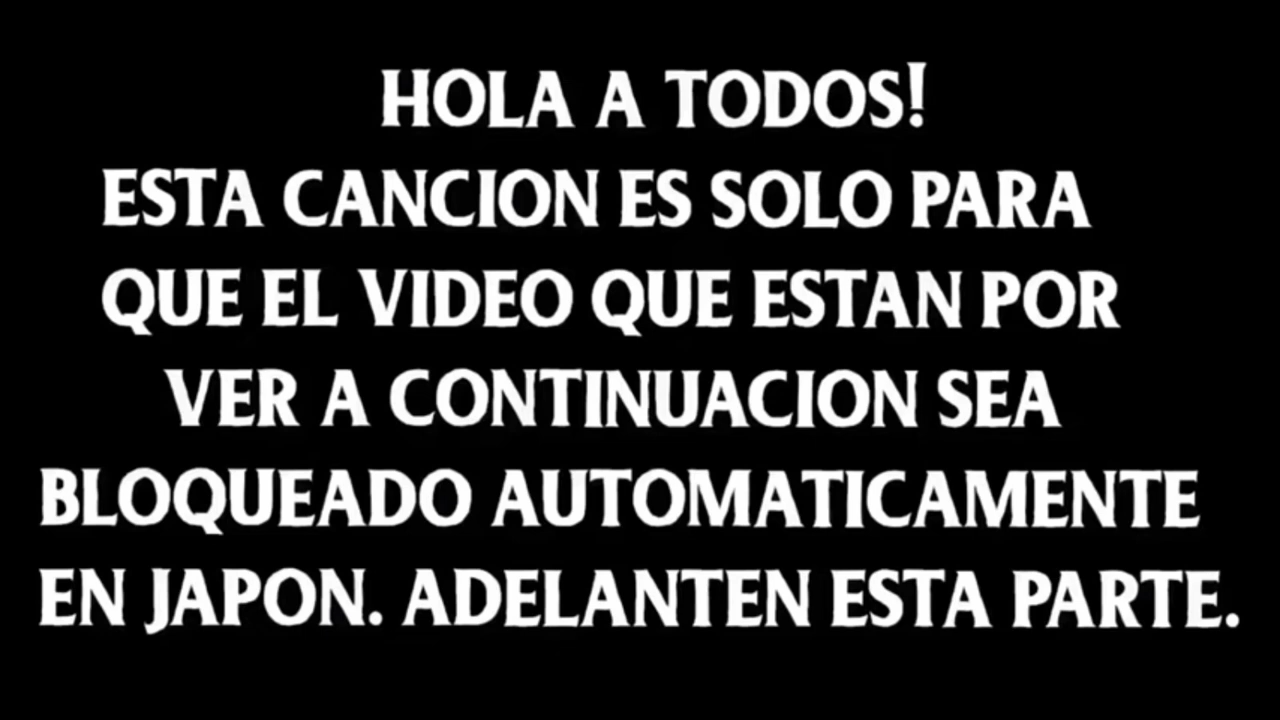 HOLA A TODOS!
ESTA CANCION ES SOLO PARA
QUE EL VIDEO QUE ESTAN POR
VER A CONTINUACION SEA
BLOQUEADO AUTOMATICAMENTE
EN JAPON. ADELANTEN ESTA PARTE.